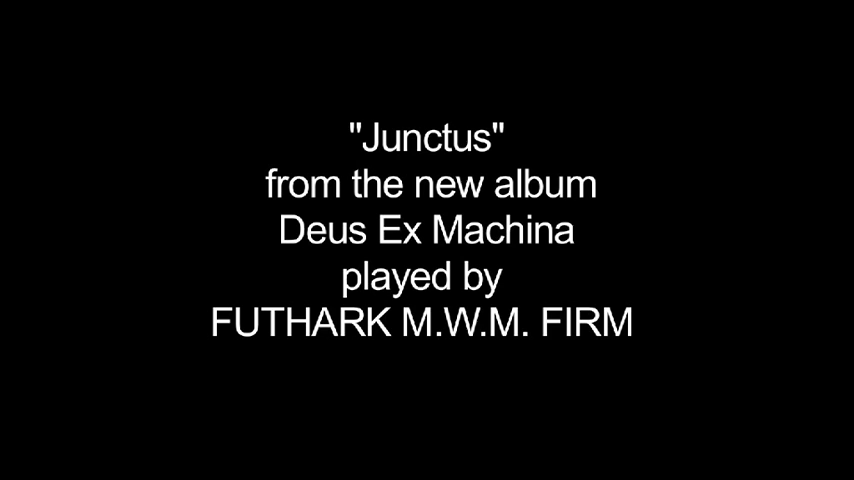 "Junctus"
from the new album
Deus Ex Machina
played by
FUTHARK M.W.M. FIRM